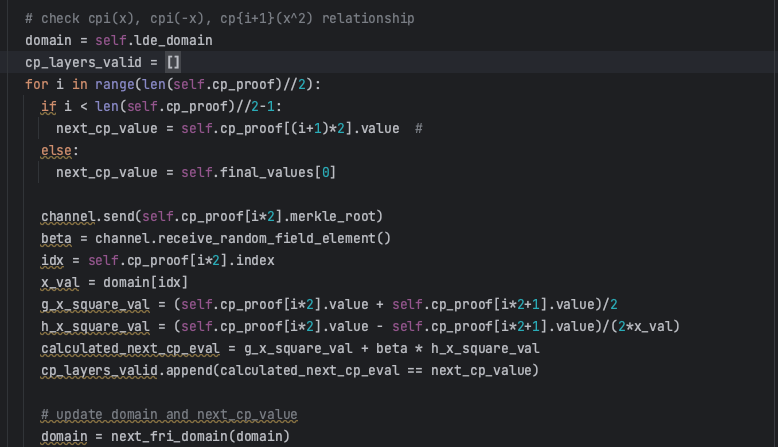 # check cpi(x), cpi(-x), cp{i+1}(x^2) relationship
domain = self.lde_domain
cp_layers_valid = []
for i in range(len(self.cp_proof)//2):
  if i < len(self.cp_proof)//2-1:
    next_cp_value = self.cp_proof[(i+1)*2].value  #
  else:
    next_cp_value = self.final_values[0]

  channel.send(self.cp_proof[i*2].merkle_root)
  beta = channel.receive_random_field_element()
  idx = self.cp_proof[i*2].index
  x_val = domain[idx]
  g_x_square_val = (self.cp_proof[i*2].value + self.cp_proof[i*2+1].value)/2
  h_x_square_val = (self.cp_proof[i*2].value - self.cp_proof[i*2+1].value)/(2*x_val)
  calculated_next_cp_eval = g_x_square_val + beta * h_x_square_val
  cp_layers_valid.append(calculated_next_cp_eval == next_cp_value)

  # update domain and next_cp_value
  domain = next_fri_domain(domain)